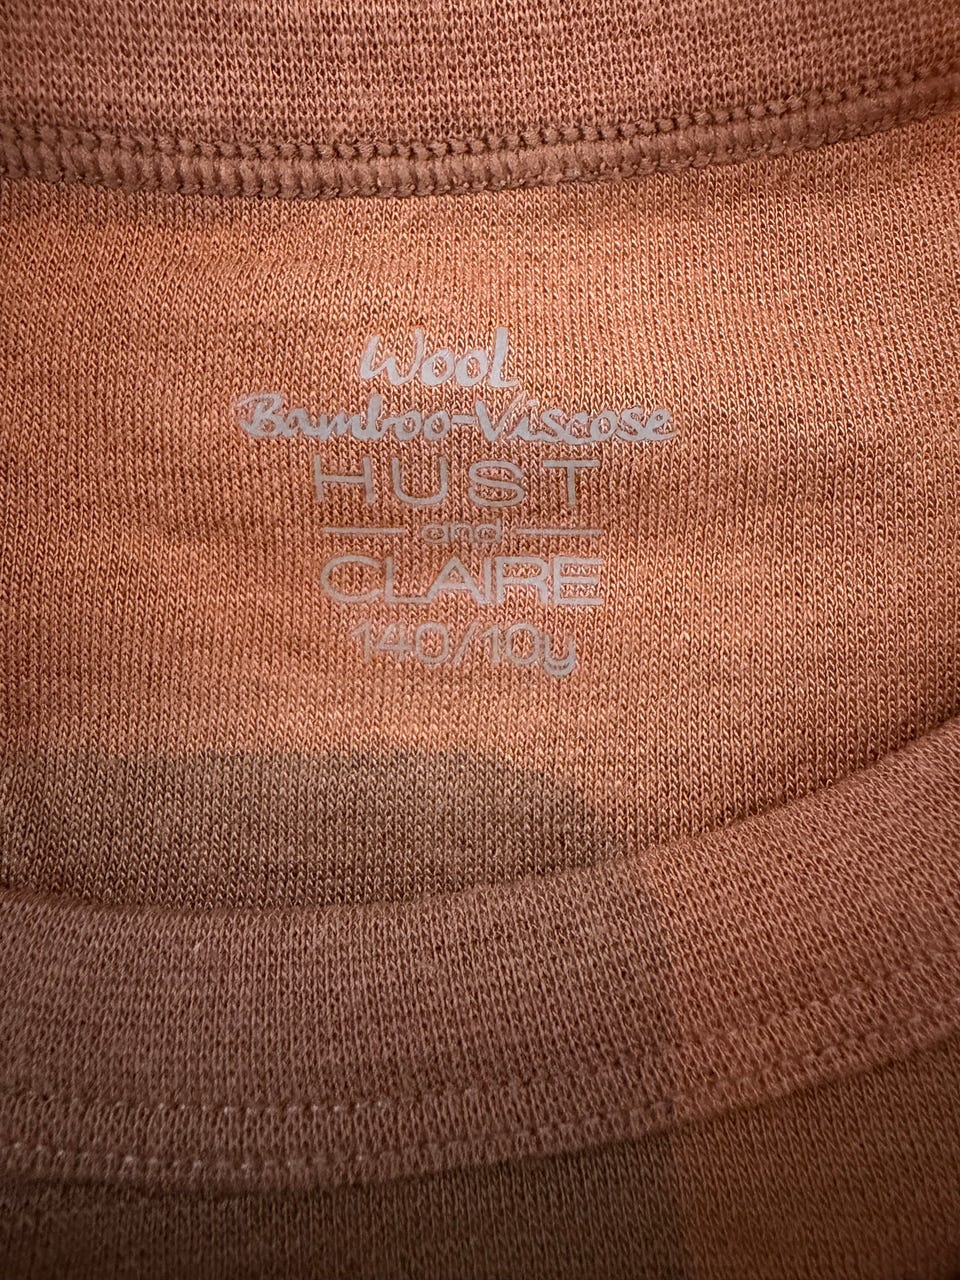 Wool
Bamboo-Viscose
HUST
and
CLAIRE
140/10y